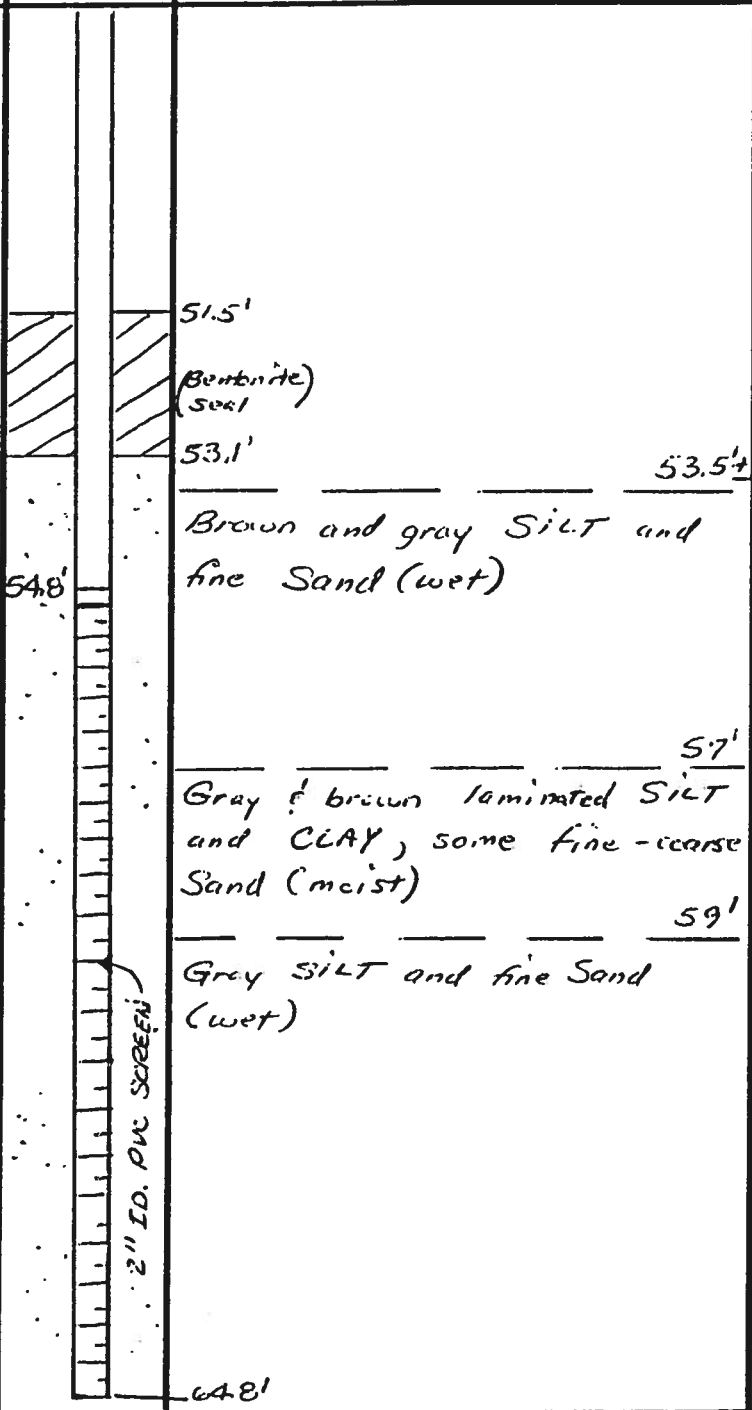 51.5'
(Bentonite
seal)
53.1'
53.5'±
Brown and gray SILT and
fine Sand (wet)
54.8'
57'
Gray & brown laminated SILT
and CLAY, some fine-coarse
Sand (moist)
59'
Gray SILT and fine Sand
(wet)
2" I.D. PVC SCREEN
64.8'